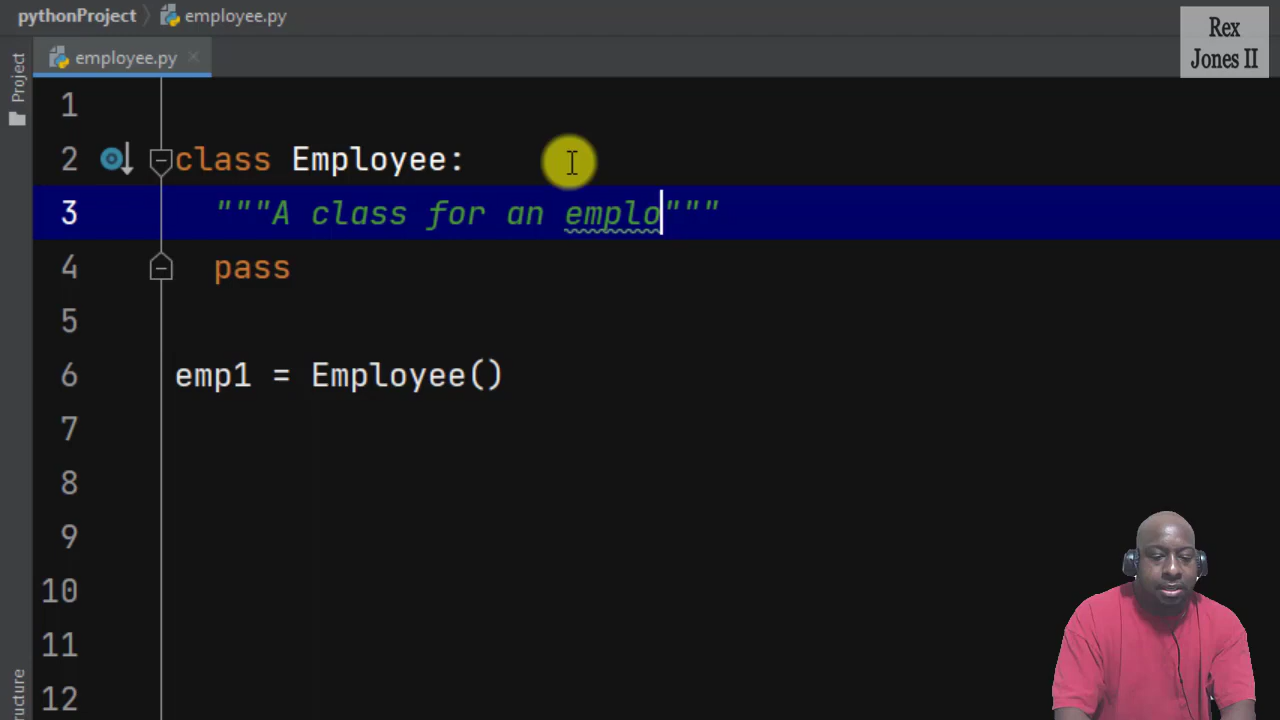 pythonProject employee.py
Rex
Jones II
employee.py
Project
1
2 class Employee:
3 """A class for an emplo"""
4 pass
5
6 emp1 = Employee()
7
8
9
10
11
12
ructure